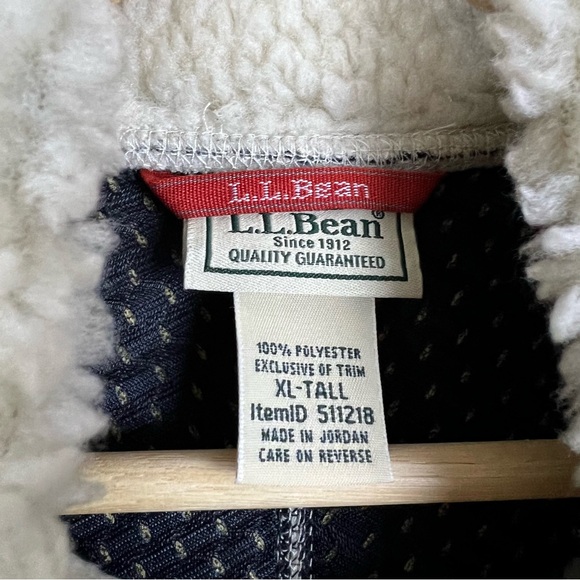 L.L.Bean
L.L.Bean®
Since 1912
QUALITY GUARANTEED
100% POLYESTER
EXCLUSIVE OF TRIM
XL-TALL
ItemID 511218
MADE IN JORDAN
CARE ON REVERSE